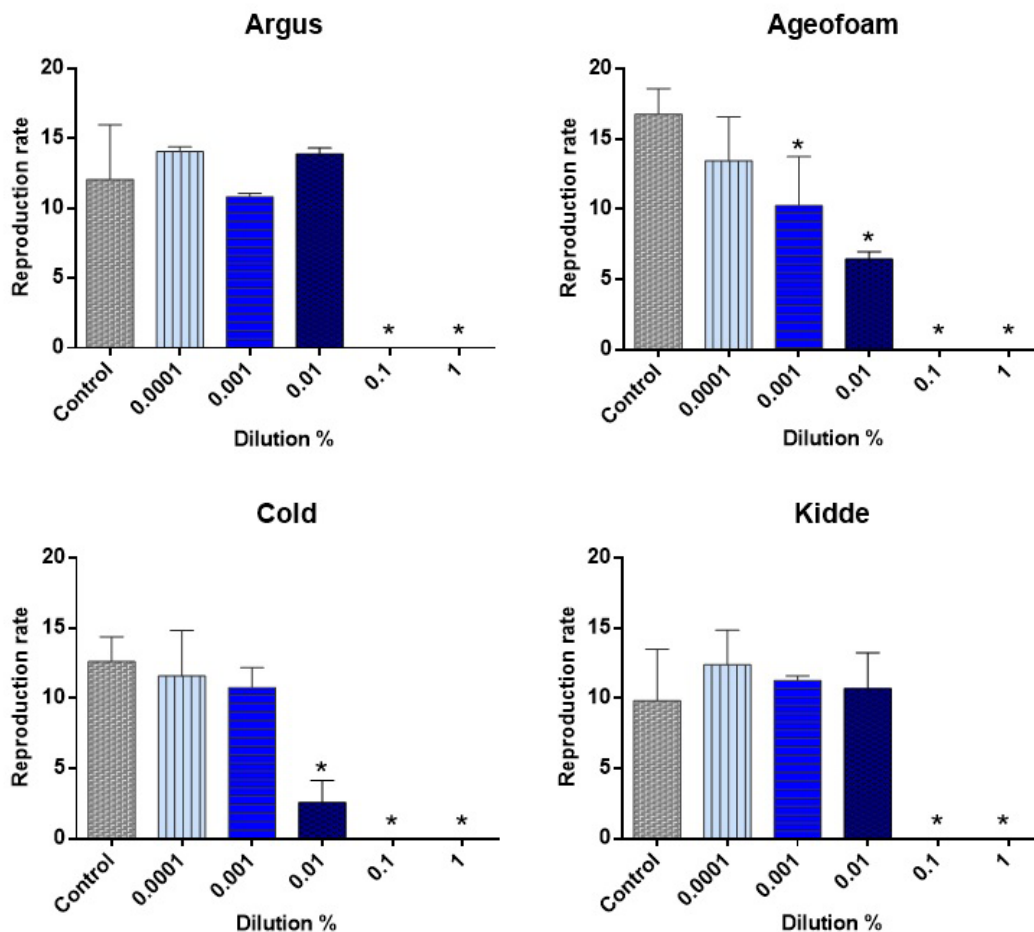 Argus
Reproduction rate
20
15
10
5
0
* *
Control 0.0001 0.001 0.01 0.1 1
Dilution %
Ageofoam
Reproduction rate
20
15
10
5
0
* * * *
Control 0.0001 0.001 0.01 0.1 1
Dilution %
Cold
Reproduction rate
20
15
10
5
0
* * *
Control 0.0001 0.001 0.01 0.1 1
Dilution %
Kidde
Reproduction rate
20
15
10
5
0
* *
Control 0.0001 0.001 0.01 0.1 1
Dilution %